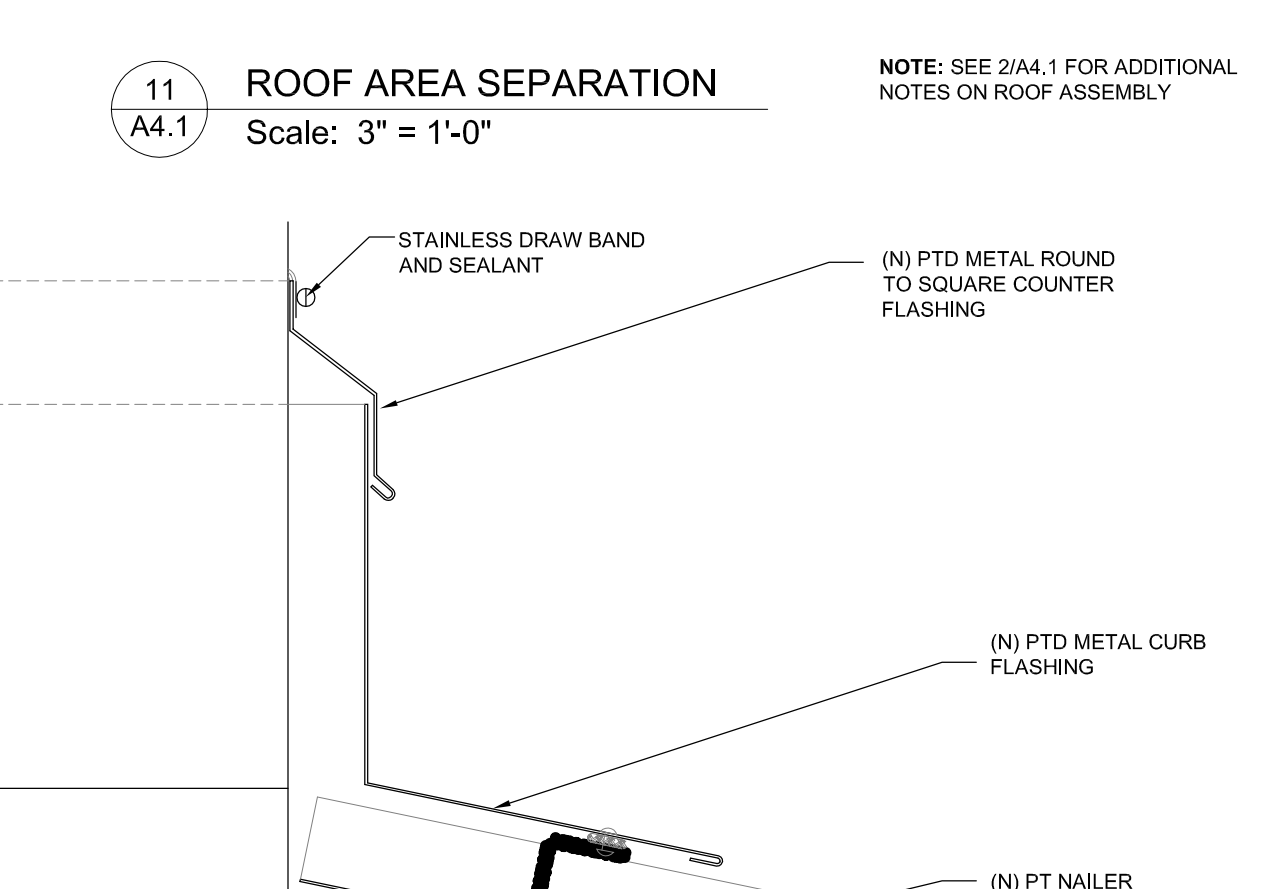 11
A4.1
ROOF AREA SEPARATION
Scale: 3" = 1'-0"
NOTE: SEE 2/A4.1 FOR ADDITIONAL
NOTES ON ROOF ASSEMBLY
STAINLESS DRAW BAND
AND SEALANT
(N) PTD METAL ROUND
TO SQUARE COUNTER
FLASHING
(N) PTD METAL CURB
FLASHING
(N) PT NAILER